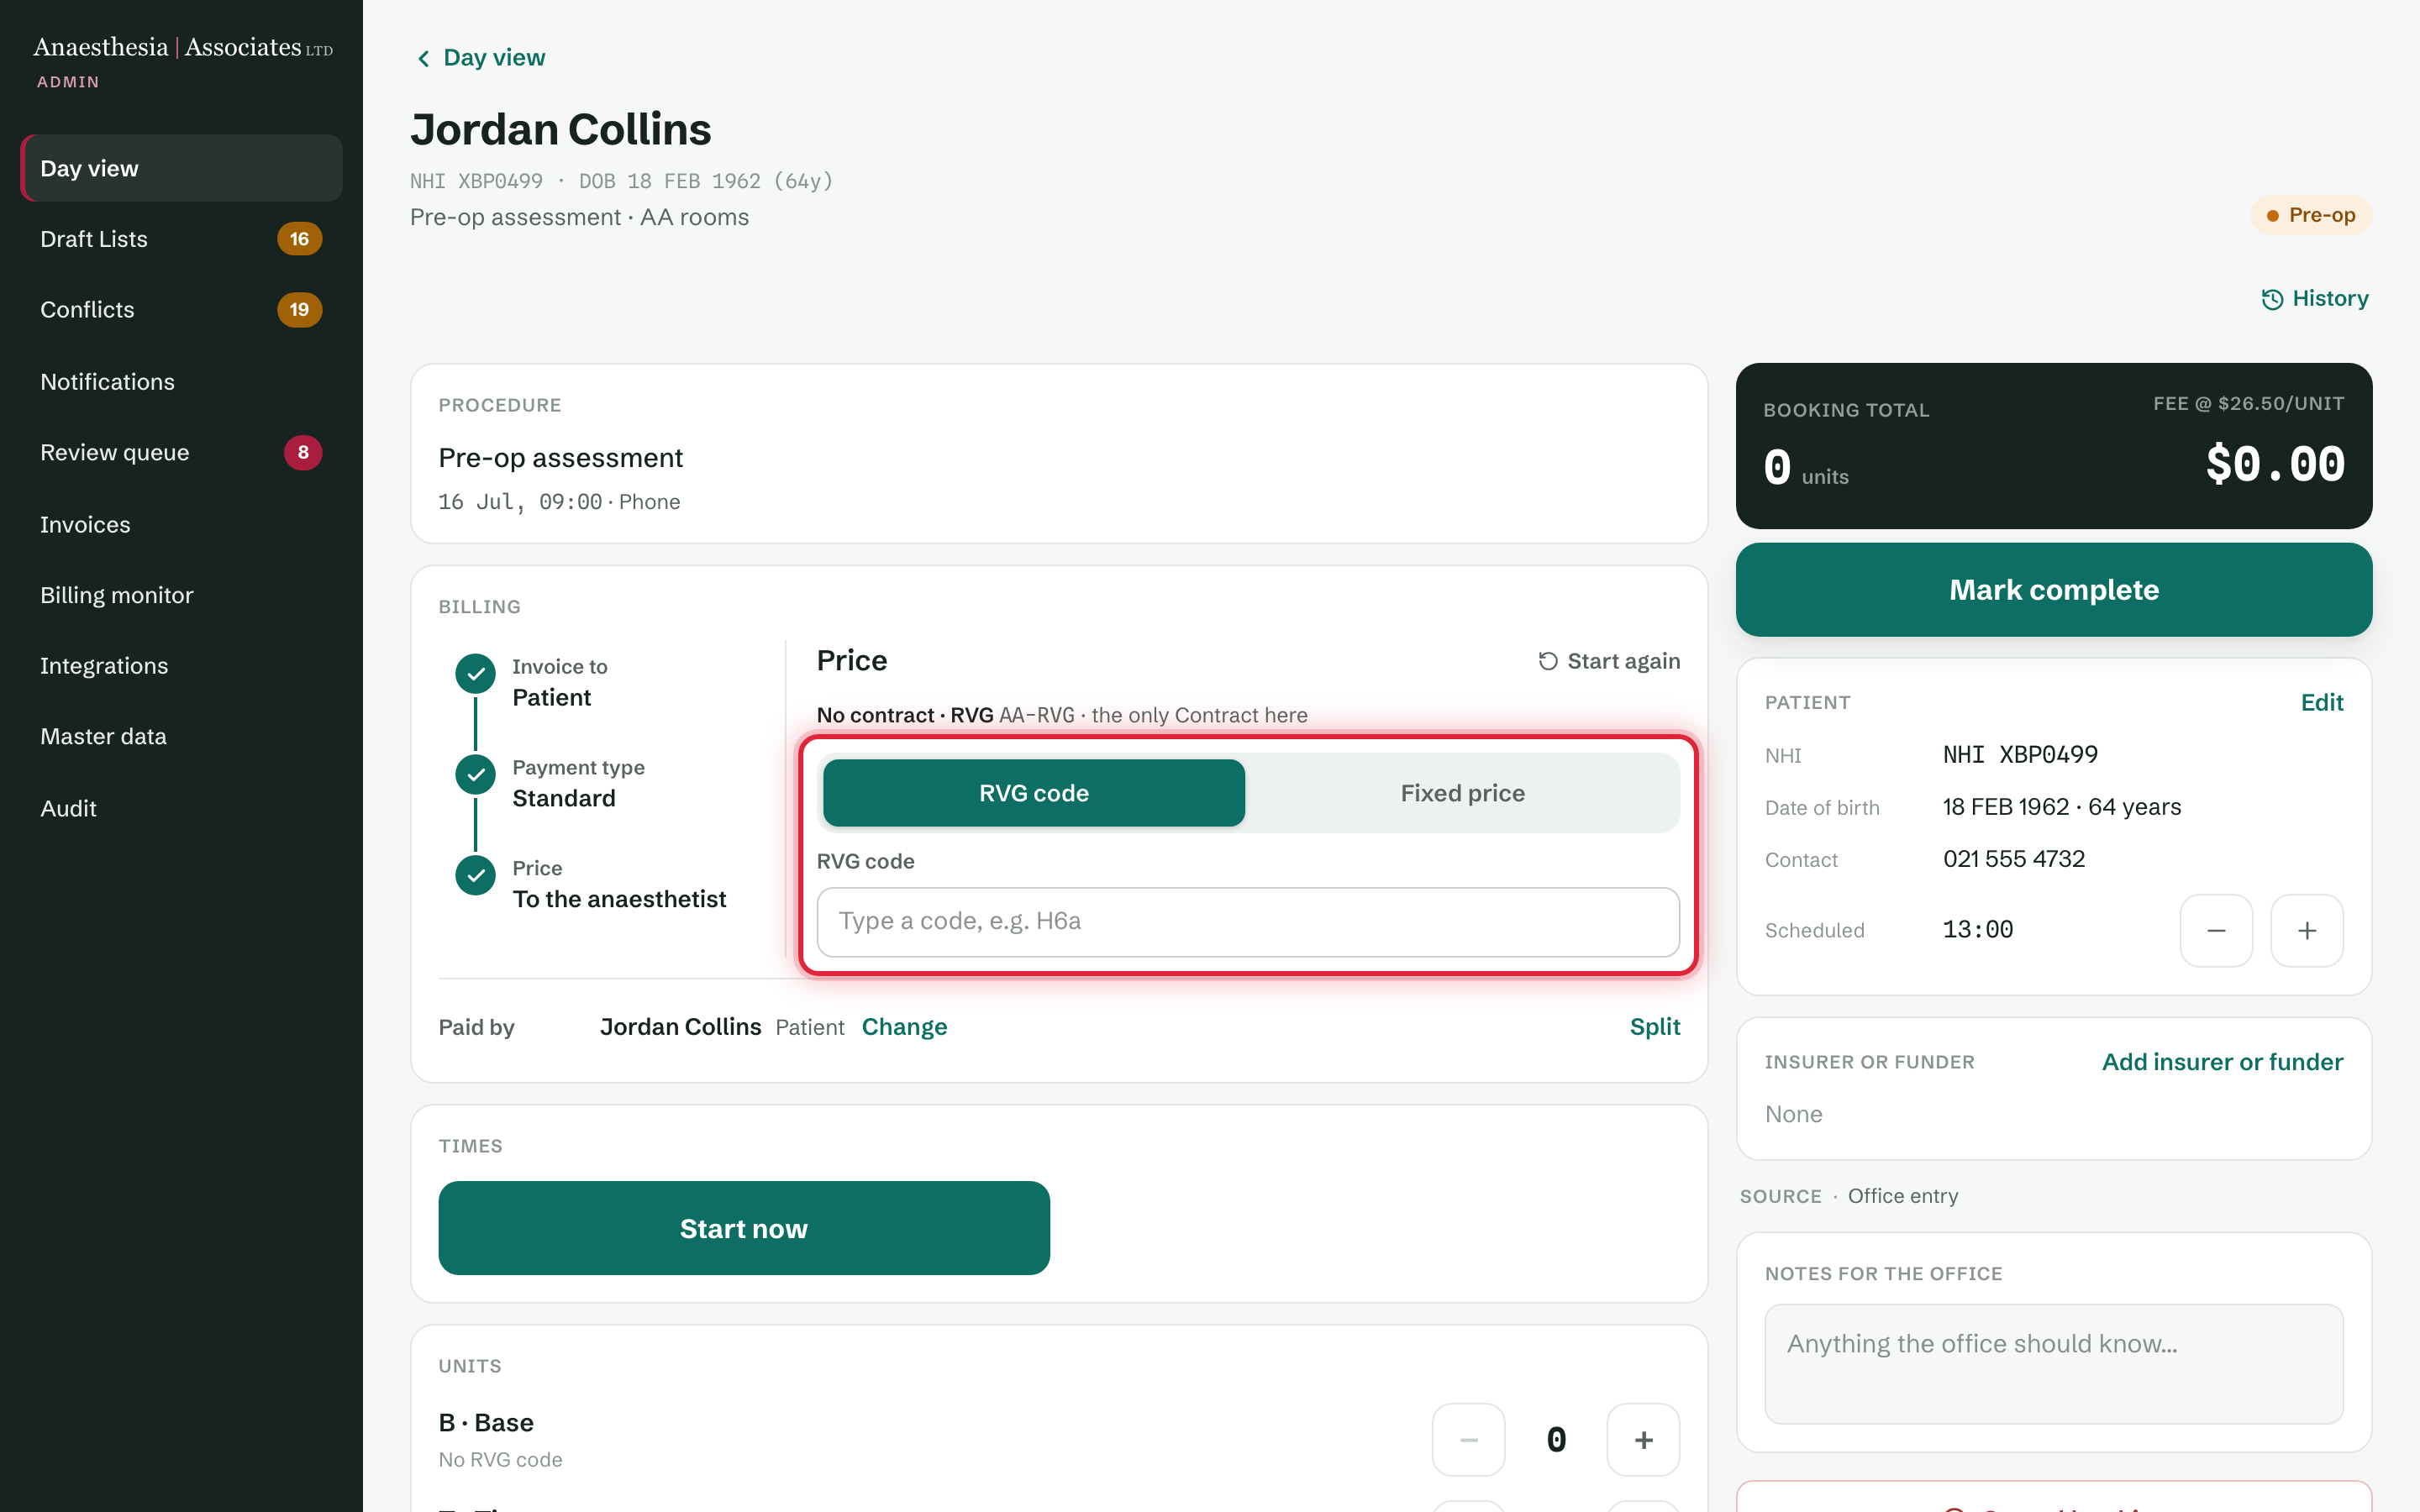 Anaesthesia | Associates LTD
ADMIN
Day view
Draft Lists 16
Conflicts 19
Notifications
Review queue 8
Invoices
Billing monitor
Integrations
Master data
Audit
Day view
Jordan Collins
NHI XBP0499 · DOB 18 FEB 1962 (64y)
Pre-op assessment · AA rooms
Pre-op
History
PROCEDURE
Pre-op assessment
16 Jul, 09:00 · Phone
BILLING
Invoice to
Patient
Payment type
Standard
Price
To the anaesthetist
Price
Start again
No contract · RVG AA-RVG · the only Contract here
RVG code
Fixed price
RVG code
Type a code, e.g. H6a
Paid by Jordan Collins Patient Change Split
TIMES
Start now
UNITS
B · Base
No RVG code
0
BOOKING TOTAL
FEE @ $26.50/UNIT
0 units
$0.00
Mark complete
PATIENT
Edit
NHI NHI XBP0499
Date of birth 18 FEB 1962 · 64 years
Contact 021 555 4732
Scheduled 13:00
INSURER OR FUNDER
Add insurer or funder
None
SOURCE · Office entry
NOTES FOR THE OFFICE
Anything the office should know...